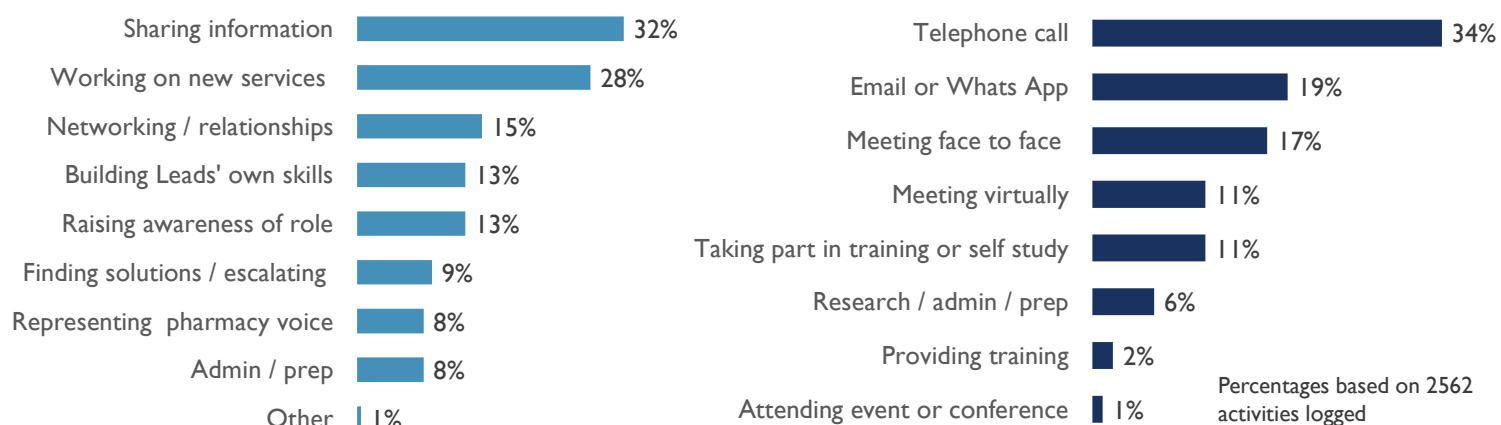 Sharing information 32%
Working on new services 28%
Networking / relationships 15%
Building Leads' own skills 13%
Raising awareness of role 13%
Finding solutions / escalating 9%
Representing pharmacy voice 8%
Admin / prep 8%
Other 1%
Telephone call 34%
Email or Whats App 19%
Meeting face to face 17%
Meeting virtually 11%
Taking part in training or self study 11%
Research / admin / prep 6%
Providing training 2%
Attending event or conference 1%
Percentages based on 2562
activities logged